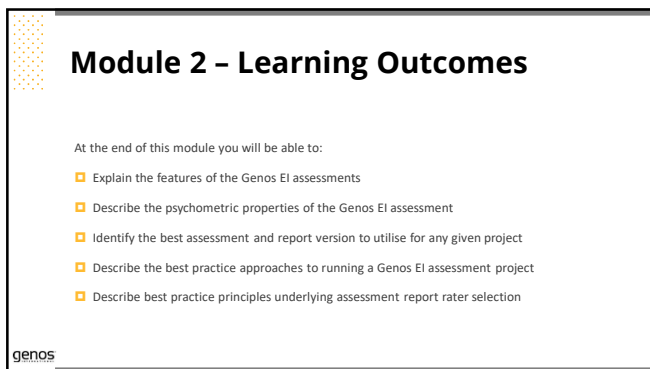 Module 2 – Learning Outcomes
At the end of this module you will be able to:
Explain the features of the Genos EI assessments
Describe the psychometric properties of the Genos EI assessment
Identify the best assessment and report version to utilise for any given project
Describe the best practice approaches to running a Genos EI assessment project
Describe best practice principles underlying assessment report rater selection
genos
INTERNATIONAL